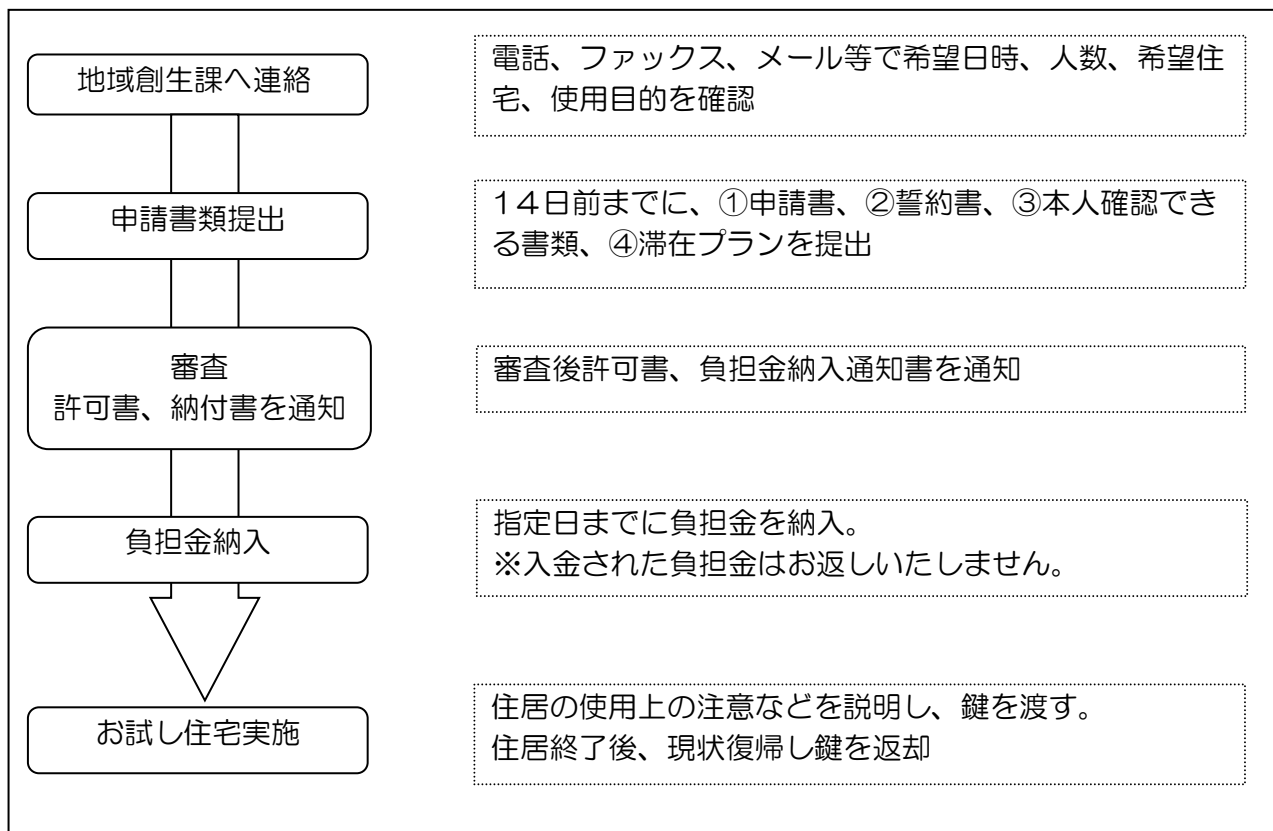 地域創生課へ連絡
電話、ファックス、メール等で希望日時、人数、希望住
宅、使用目的を確認
申請書類提出
１４日前までに、①申請書、②誓約書、③本人確認でき
る書類、④滞在プランを提出
審査
許可書、納付書を通知
審査後許可書、負担金納入通知書を通知
負担金納入
指定日までに負担金を納入。
※入金された負担金はお返しいたしません。
お試し住宅実施
住居の使用上の注意などを説明し、鍵を渡す。
住居終了後、現状復帰し鍵を返却